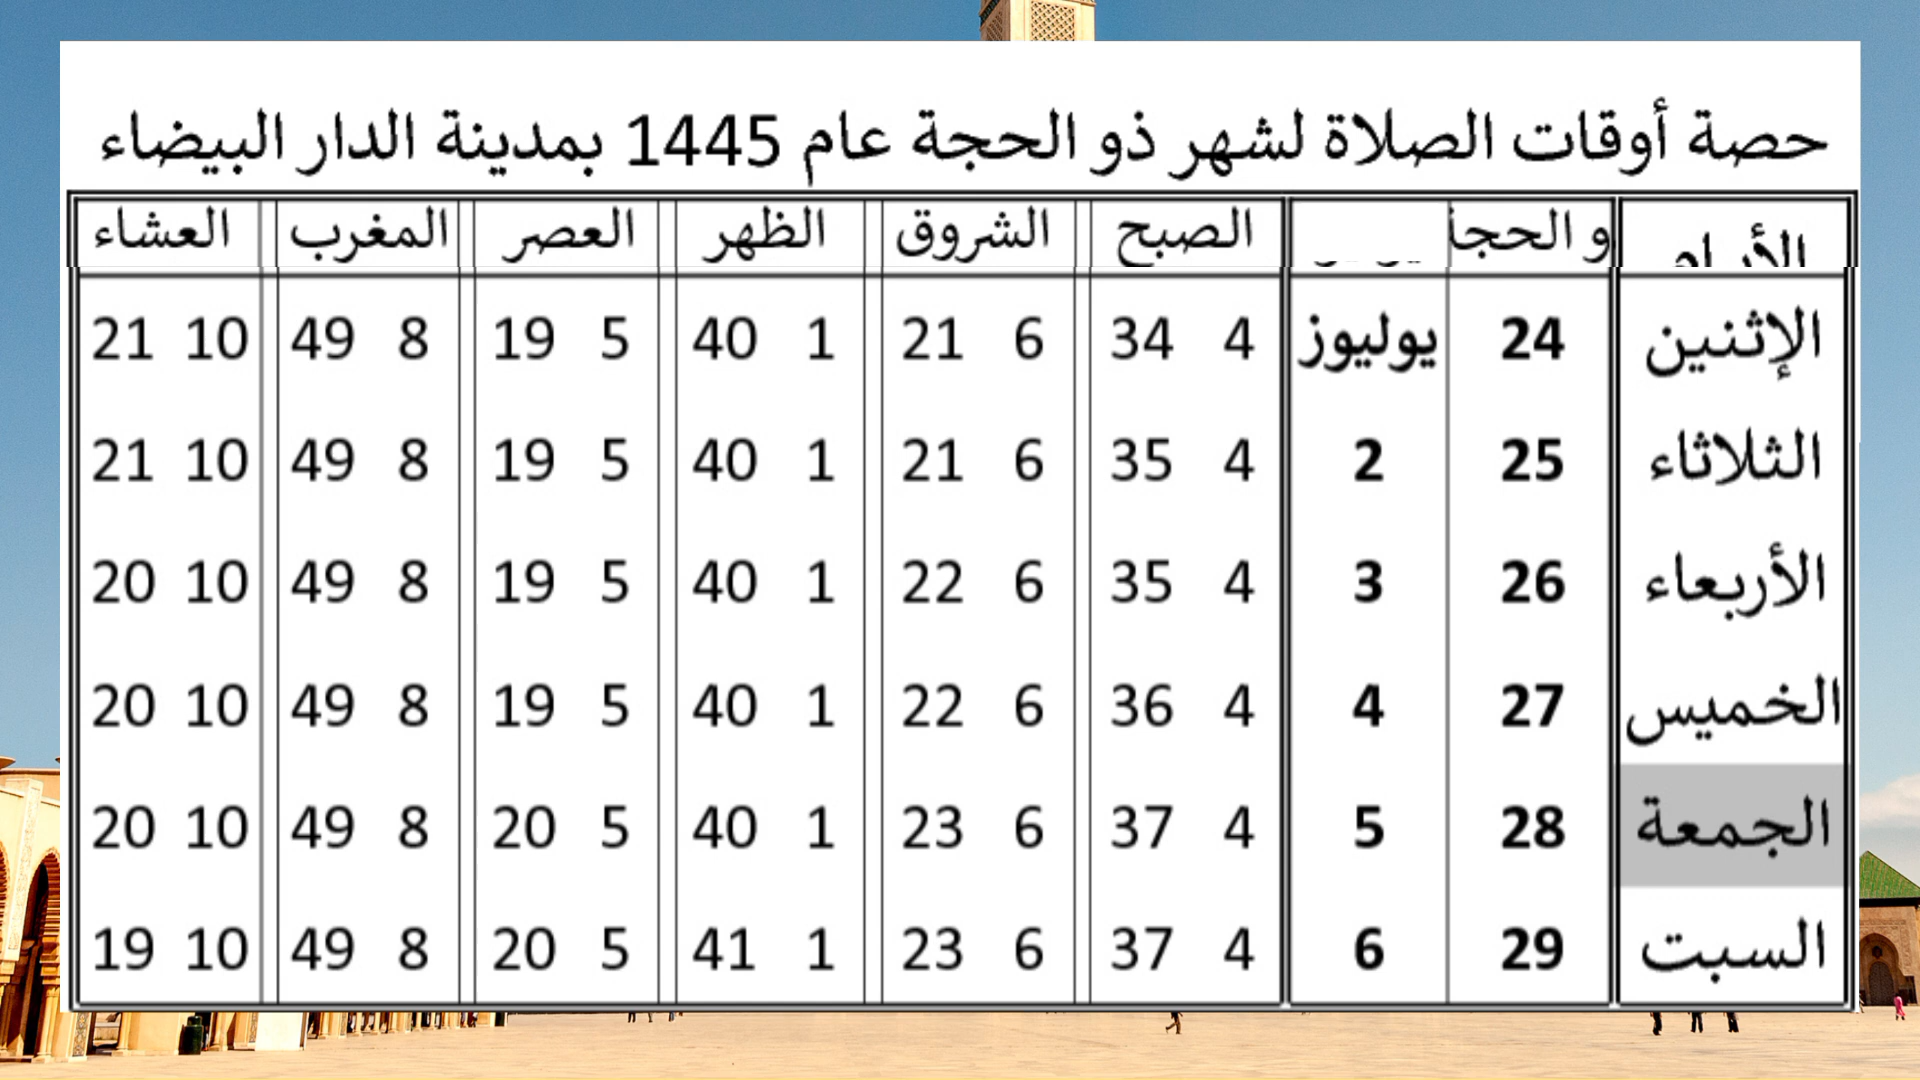 حصة أوقات الصلاة لشهر ذو الحجة عام 1445 بمدينة الدار البيضاء
الأيام و الحجة الصبح الشروق الظهر العصر المغرب العشاء
الإثنين 24 يوليوز 4 34 6 21 1 40 5 19 8 49 10 21
الثلاثاء 25 2 4 35 6 21 1 40 5 19 8 49 10 21
الأربعاء 26 3 4 35 6 22 1 40 5 19 8 49 10 20
الخميس 27 4 4 36 6 22 1 40 5 19 8 49 10 20
الجمعة 28 5 4 37 6 23 1 40 5 20 8 49 10 20
السبت 29 6 4 37 6 23 1 41 5 20 8 49 10 19